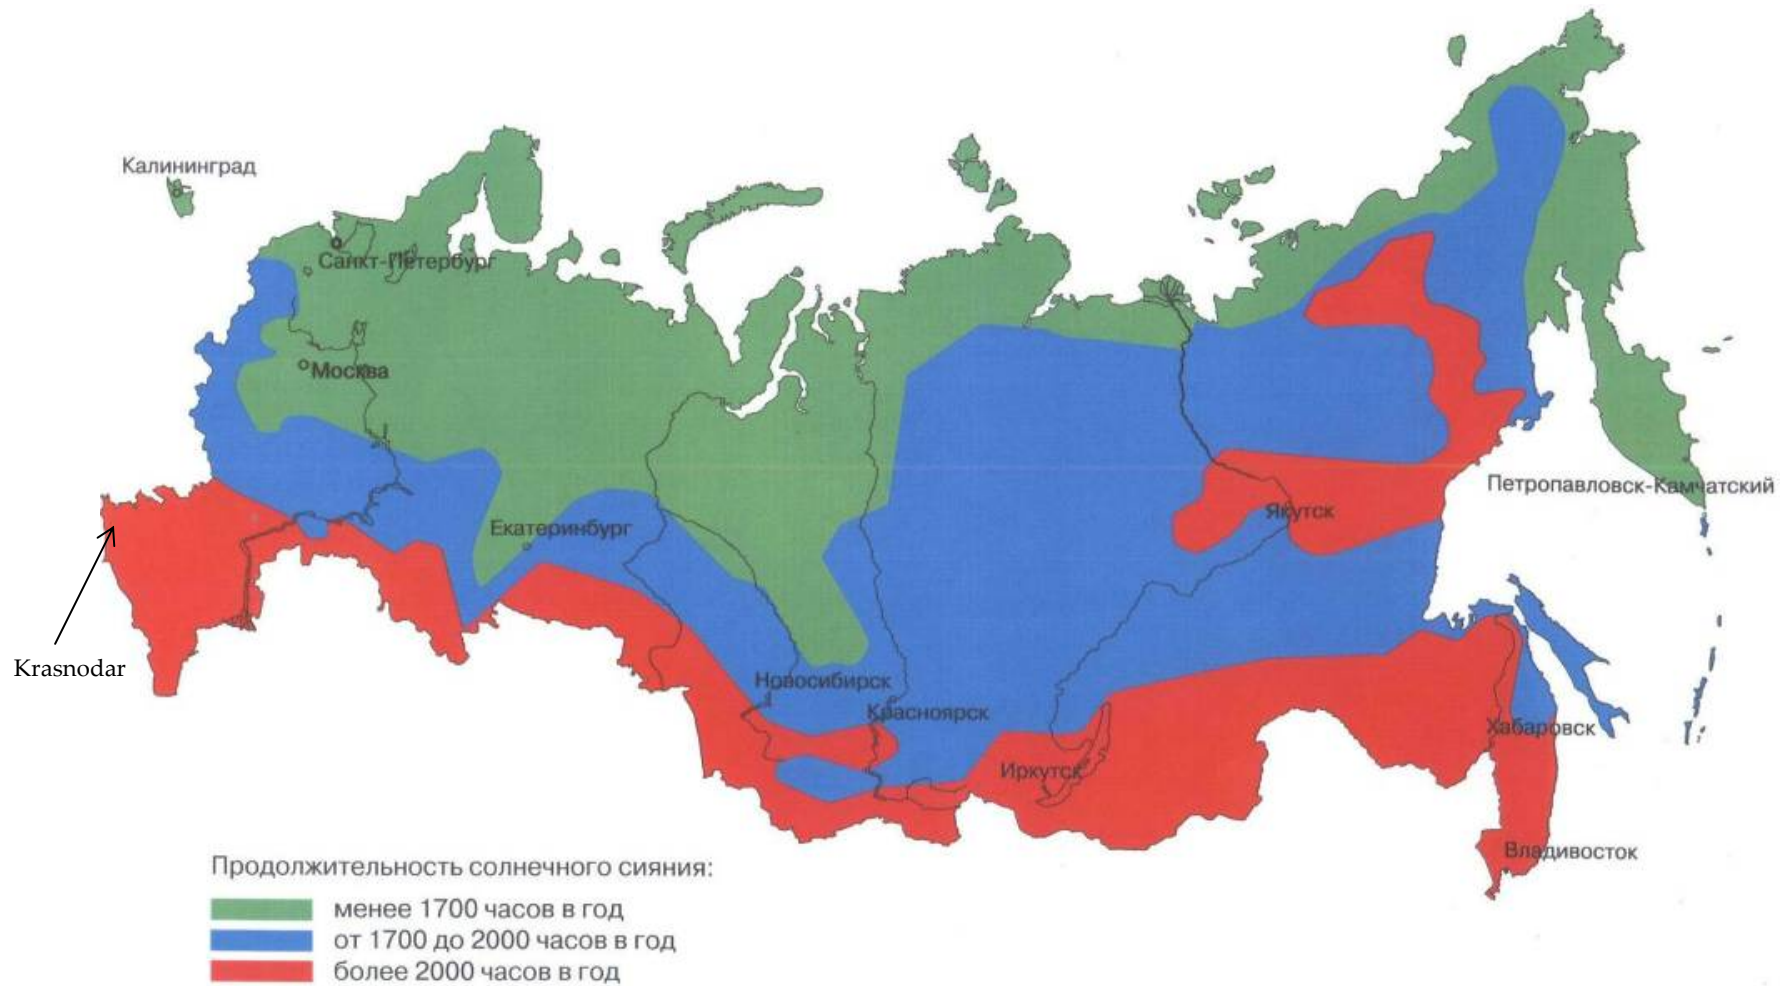 Калининград
Санкт-Петербург
Москва
Петропавловск-Камчатский
Якутск
Екатеринбург
Krasnodar
Новосибирск
Красноярск
Хабаровск
Иркутск
Владивосток
Продолжительность солнечного сияния:
менее 1700 часов в год
от 1700 до 2000 часов в год
более 2000 часов в год